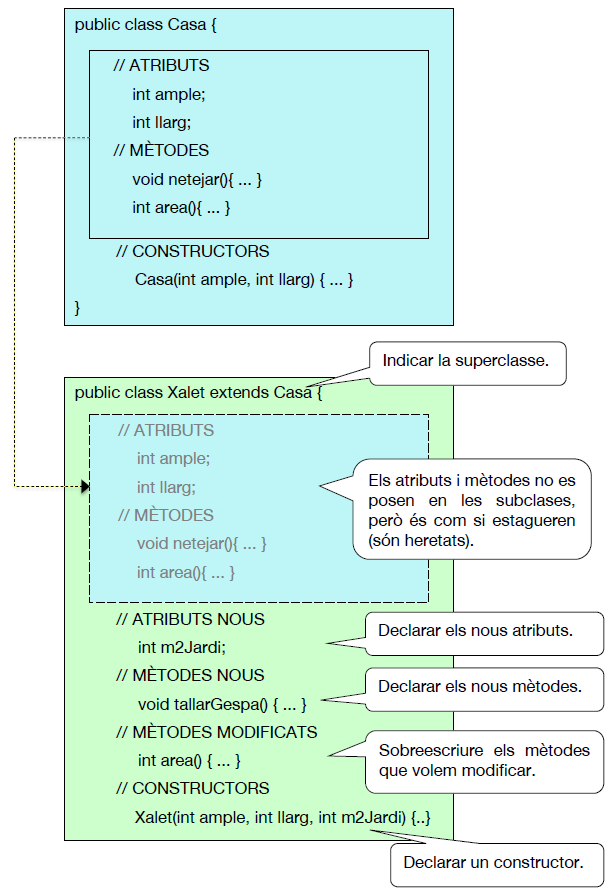 public class Casa {
// ATRIBUTS
int ample;
int llarg;
// MÈTODES
void netejar(){ ... }
int area(){ ... }
// CONSTRUCTORS
Casa(int ample, int llarg) { ... }
}
Indicar la superclasse.
public class Xalet extends Casa {
// ATRIBUTS
int ample;
int llarg;
// MÈTODES
void netejar(){ ... }
int area(){ ... }
Els atributs i mètodes no es
posen en les subclases,
però és com si estagueren
(són heretats).
// ATRIBUTS NOUS
int m2Jardi;
Declarar els nous atributs.
// MÈTODES NOUS
void tallarGespa() { ... }
Declarar els nous mètodes.
// MÈTODES MODIFICATS
int area() { ... }
Sobreescriure els mètodes
que volem modificar.
// CONSTRUCTORS
Xalet(int ample, int llarg, int m2Jardi) {..}
Declarar un constructor.